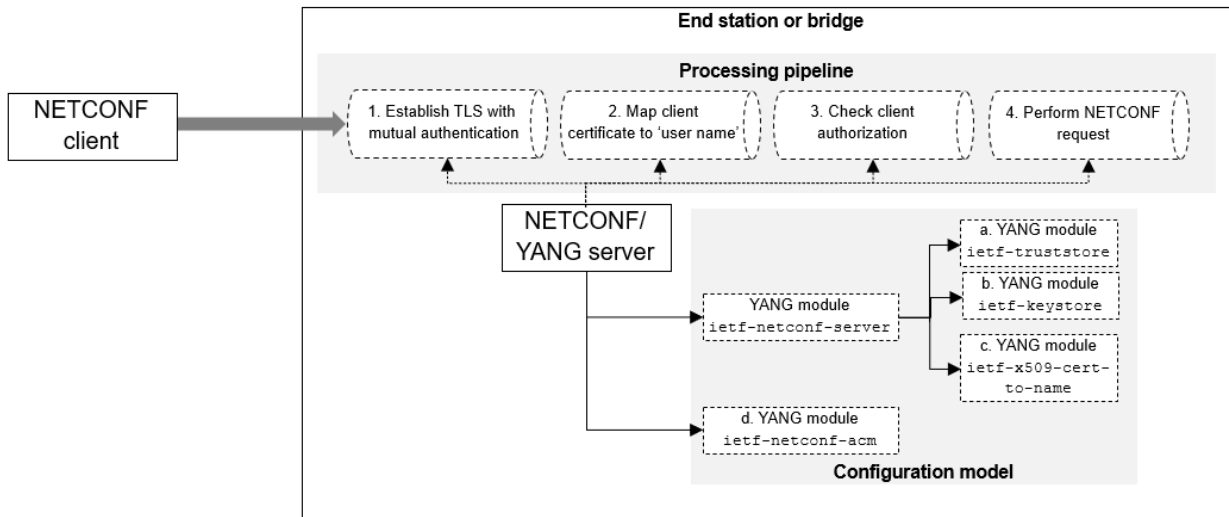 End station or bridge
Processing pipeline
NETCONF
client
1. Establish TLS with
mutual authentication
2. Map client
certificate to ‘user name’
3. Check client
authorization
4. Perform NETCONF
request
NETCONF/
YANG server
a. YANG module
ietf-truststore
b. YANG module
ietf-keystore
YANG module
ietf-netconf-server
c. YANG module
ietf-x509-cert-
to-name
d. YANG module
ietf-netconf-acm
Configuration model